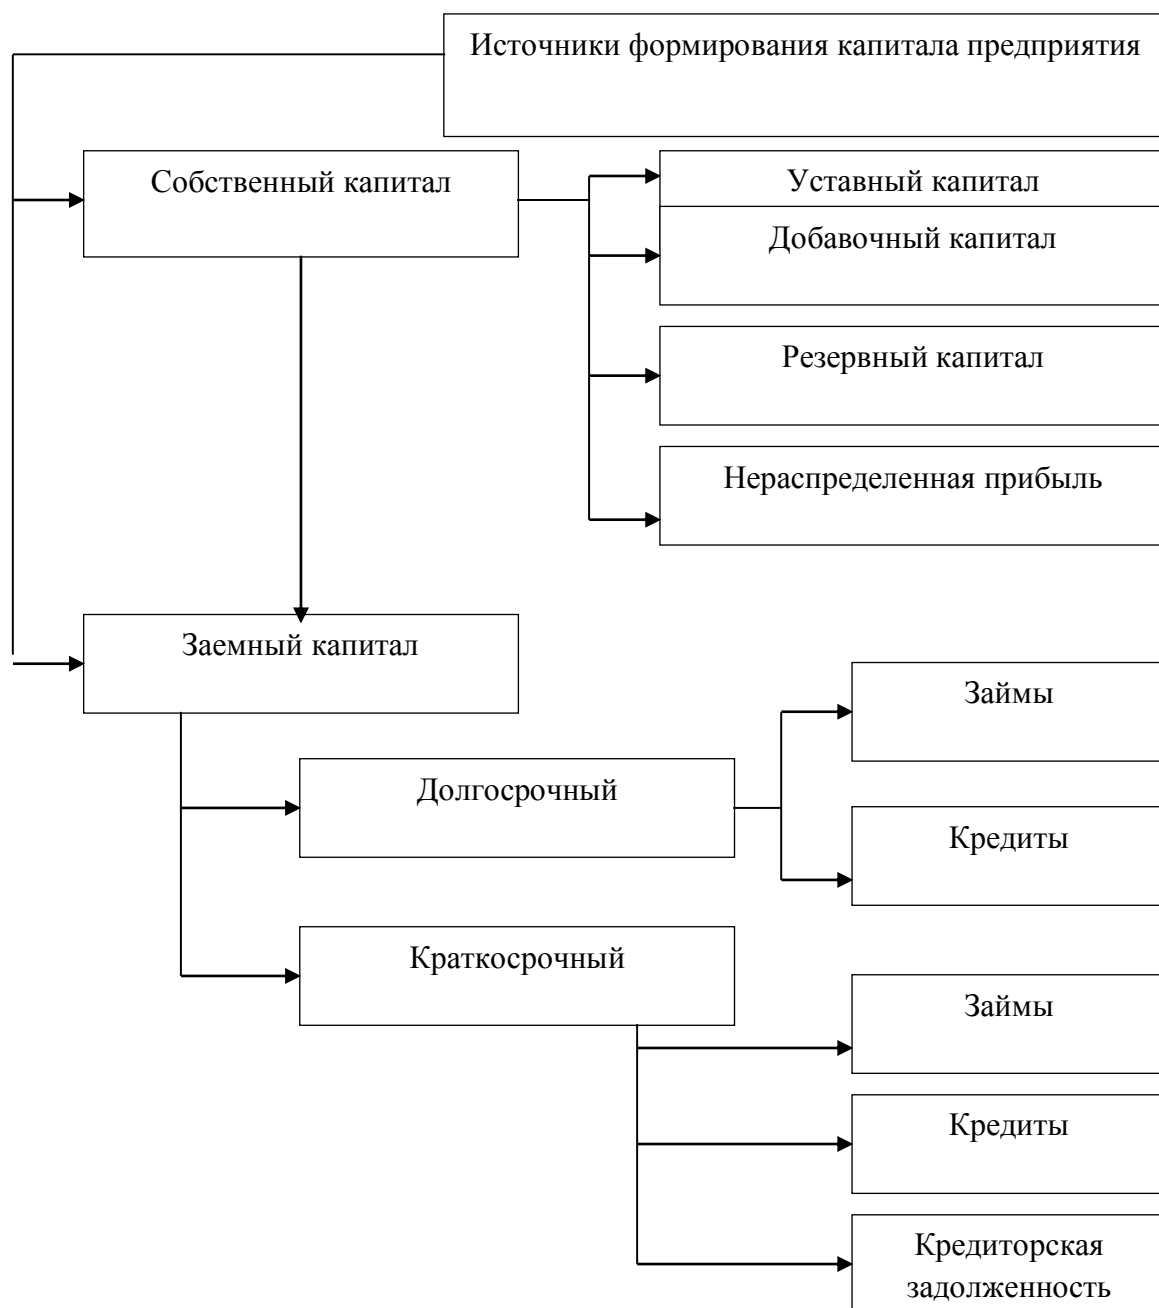 Источники формирования капитала предприятия
Собственный капитал
Уставный капитал
Добавочный капитал
Резервный капитал
Нераспределенная прибыль
Заемный капитал
Займы
Долгосрочный
Кредиты
Краткосрочный
Займы
Кредиты
Кредиторская
задолженность